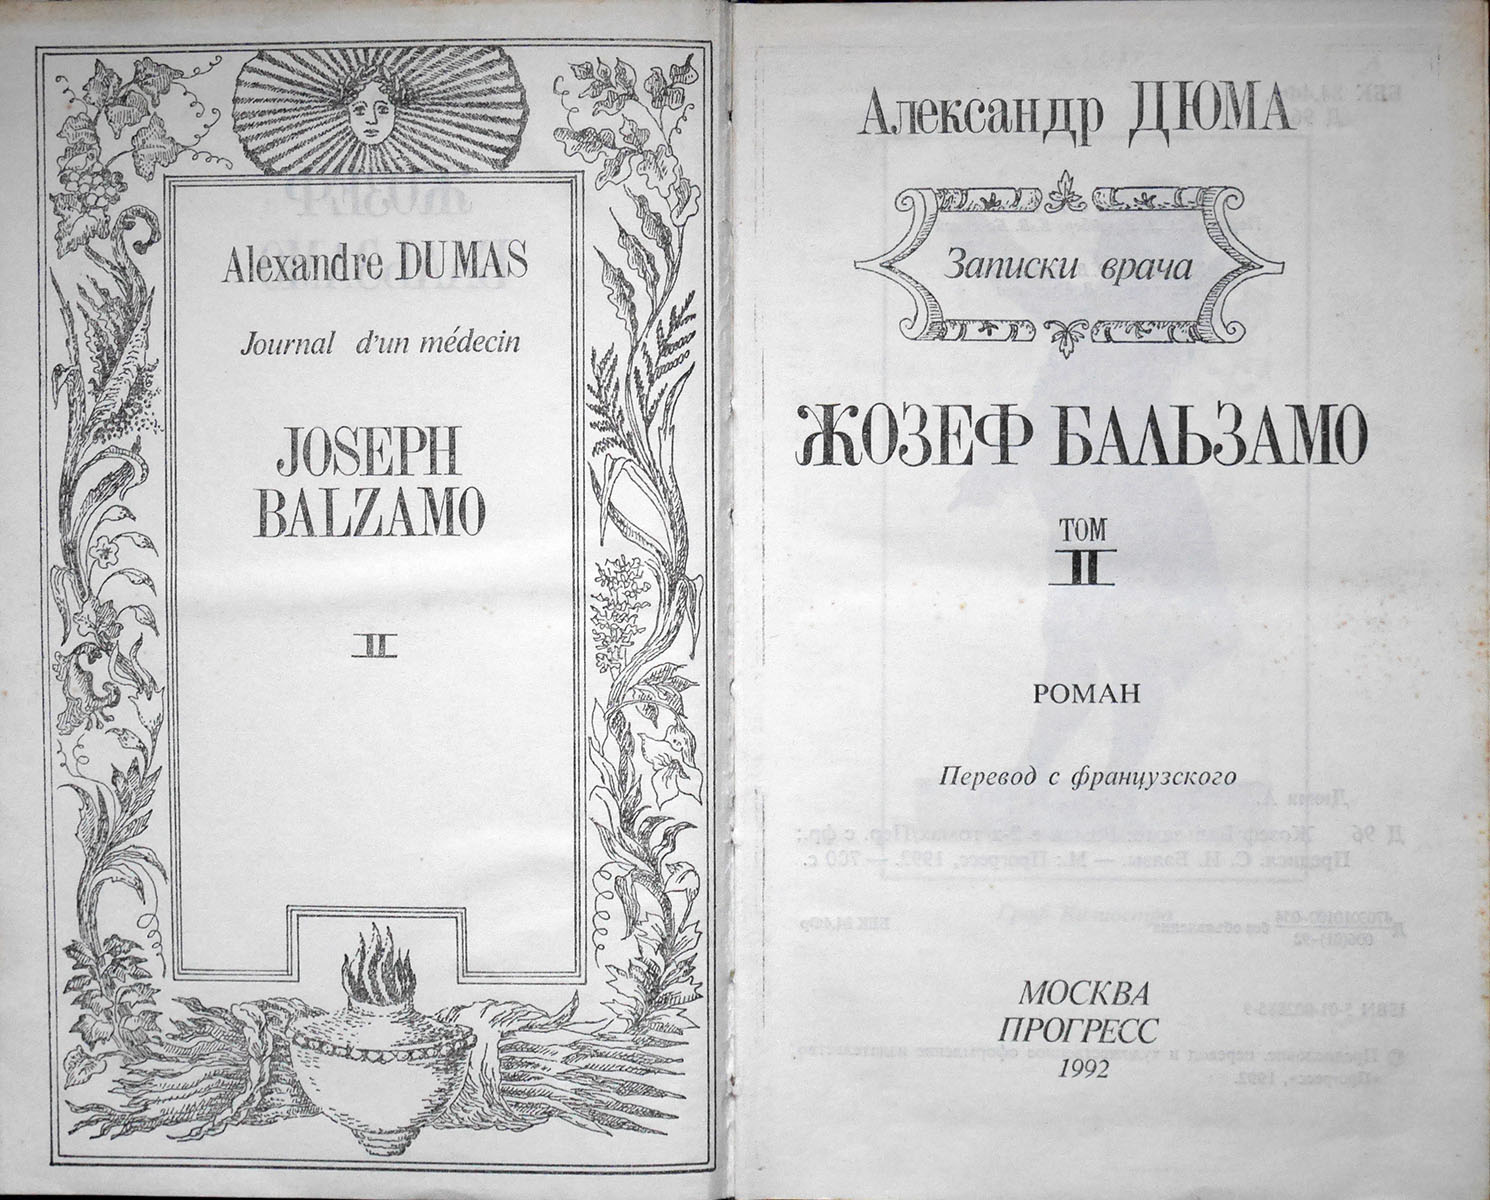 Alexandre DUMAS
Journal d'un médecin
JOSEPH
BALZAMO
II
Александр ДЮМА
Записки врача
ЖОЗЕФ БАЛЬЗАМО
ТОМ
II
РОМАН
Перевод с французского
МОСКВА
ПРОГРЕСС
1992